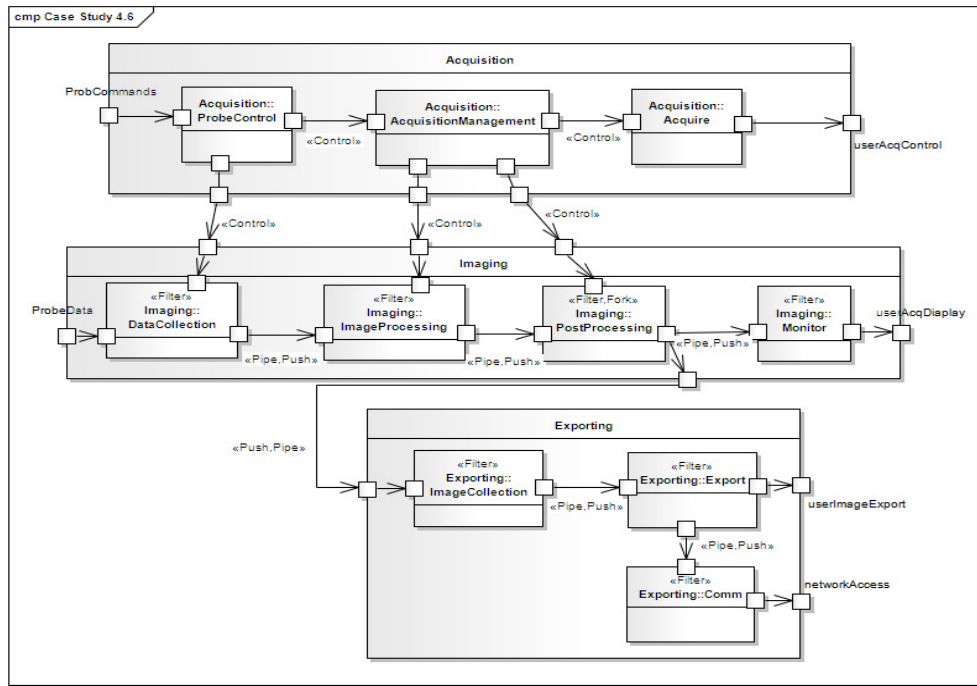 cmp Case Study 4.6
Acquisition
ProbCommands
Acquisition::
ProbeControl
Acquisition::
AcquisitionManagement
Acquisition::
Acquire
«Control»
«Control»
userAcqControl
«Control»
«Control»
«Control»
Imaging
ProbeData
«Filter»
Imaging::
DataCollection
«Filter»
Imaging::
ImageProcessing
«Filter,Fork»
Imaging::
PostProcessing
«Filter»
Imaging::
Monitor
userAcqDisplay
«Pipe,Push»
«Pipe,Push»
«Pipe,Push»
Exporting
«Push,Pipe»
«Filter»
Exporting::
ImageCollection
«Filter»
Exporting::Export
«Pipe,Push»
userImageExport
«Pipe,Push»
«Filter»
Exporting::Comm
networkAccess